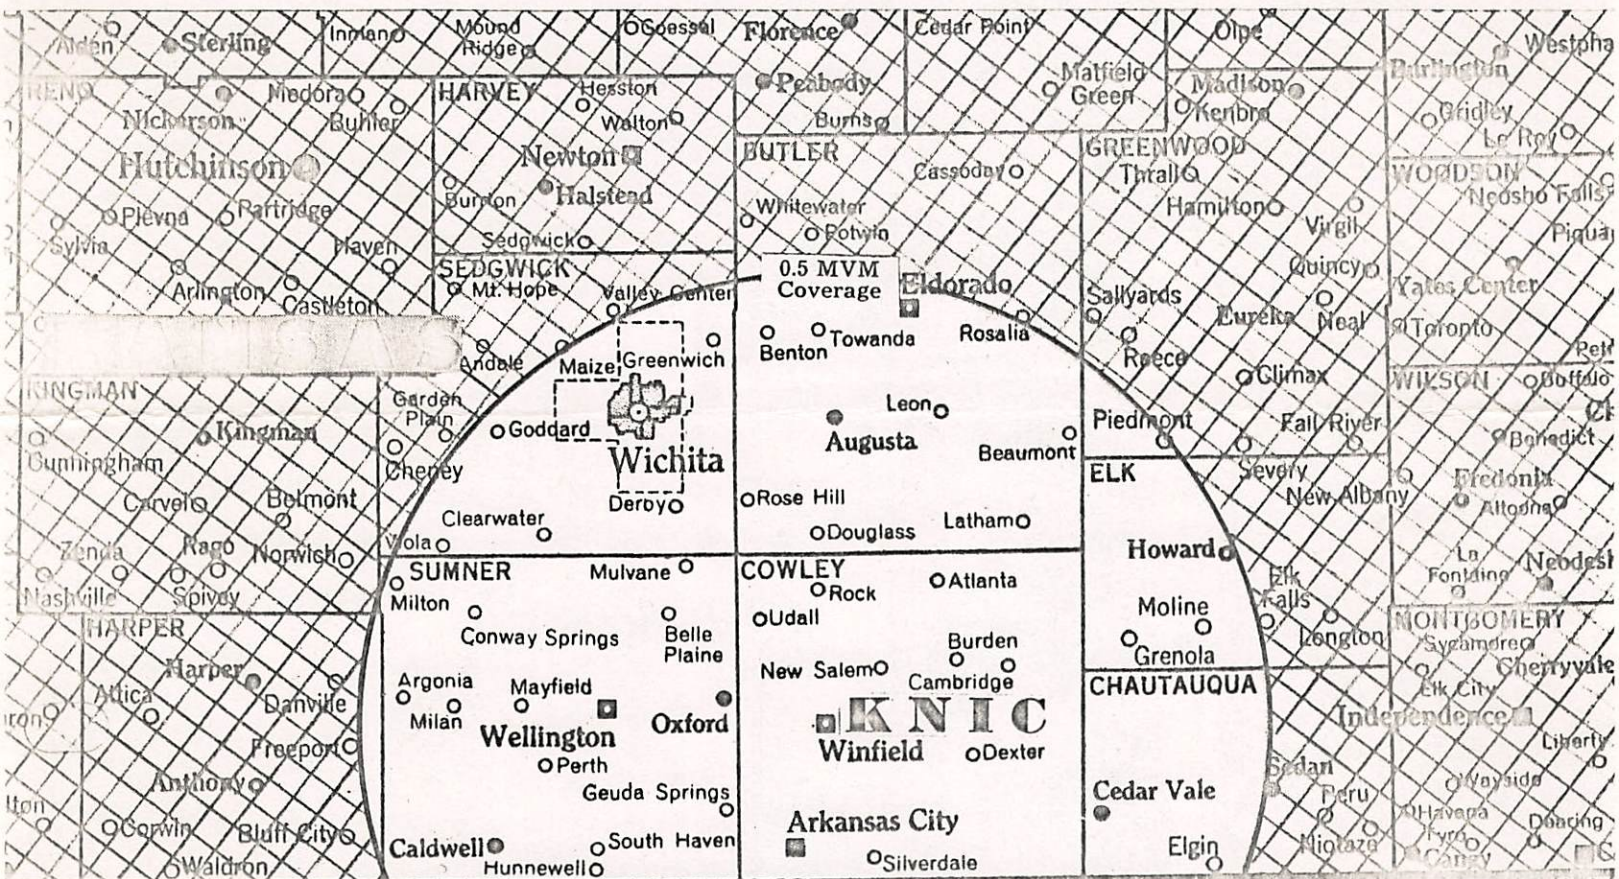 Alden
Sterling
Inman
Mound
Ridge
Goessel
Florence
Cedar Point
Olpe
Peabody
Matfield
Green
Madison
Burlington
RENO
Medora
HARVEY
Hesston
Nickerson
Buhler
Walton
Burns
Kenbro
Gridley
Le Roy
Hutchinson
Newton
BUTLER
Cassoday
GREENWOOD
Thrall
WOODSON
Neosho Falls
Burrton
Halstead
Whitewater
Hamilton
Plevna
Partridge
Potwin
Virgil
Sylvia
Haven
Sedgwick
Quincy
Arlington
Castleton
SEDGWICK
Mt. Hope
Valley Center
0.5 MVM
Coverage
Eldorado
Sallyards
Yates Center
Rosalia
Eureka
Neal
Toronto
Andale
Maize
Greenwich
Benton
Towanda
Reece
KINGMAN
Garden
Plain
Climax
WILSON
Buffalo
Kingman
Goddard
Leon
Augusta
Piedmont
Fall River
Benedict
Cunningham
Cheney
Wichita
Beaumont
ELK
Severy
Fredonia
Carvel
Belmont
Derby
Rose Hill
New Albany
Altoona
Clearwater
Douglass
Latham
Zenda
Rago
Norwich
Viola
Howard
La
Fontaine
Nashville
Spivey
SUMNER
Mulvane
COWLEY
Rock
Atlanta
Elk
Falls
Milton
Moline
HARPER
Conway Springs
Belle
Plaine
Udall
Burden
Grenola
Longton
MONTGOMERY
Sycamore
Harper
New Salem
Cambridge
Cherryvale
Attica
Danville
Argonia
Milan
Mayfield
Oxford
CHAUTAUQUA
Elk City
KNIC
Independence
Freeport
Wellington
Winfield
Dexter
Liberty
Anthony
Perth
Geuda Springs
Cedar Vale
Sedan
Peru
Wayside
Corwin
Bluff City
Arkansas City
Havana
Tyro
Dearing
Waldron
Caldwell
South Haven
Hunnewell
Silverdale
Elgin
Niotaze
Caney